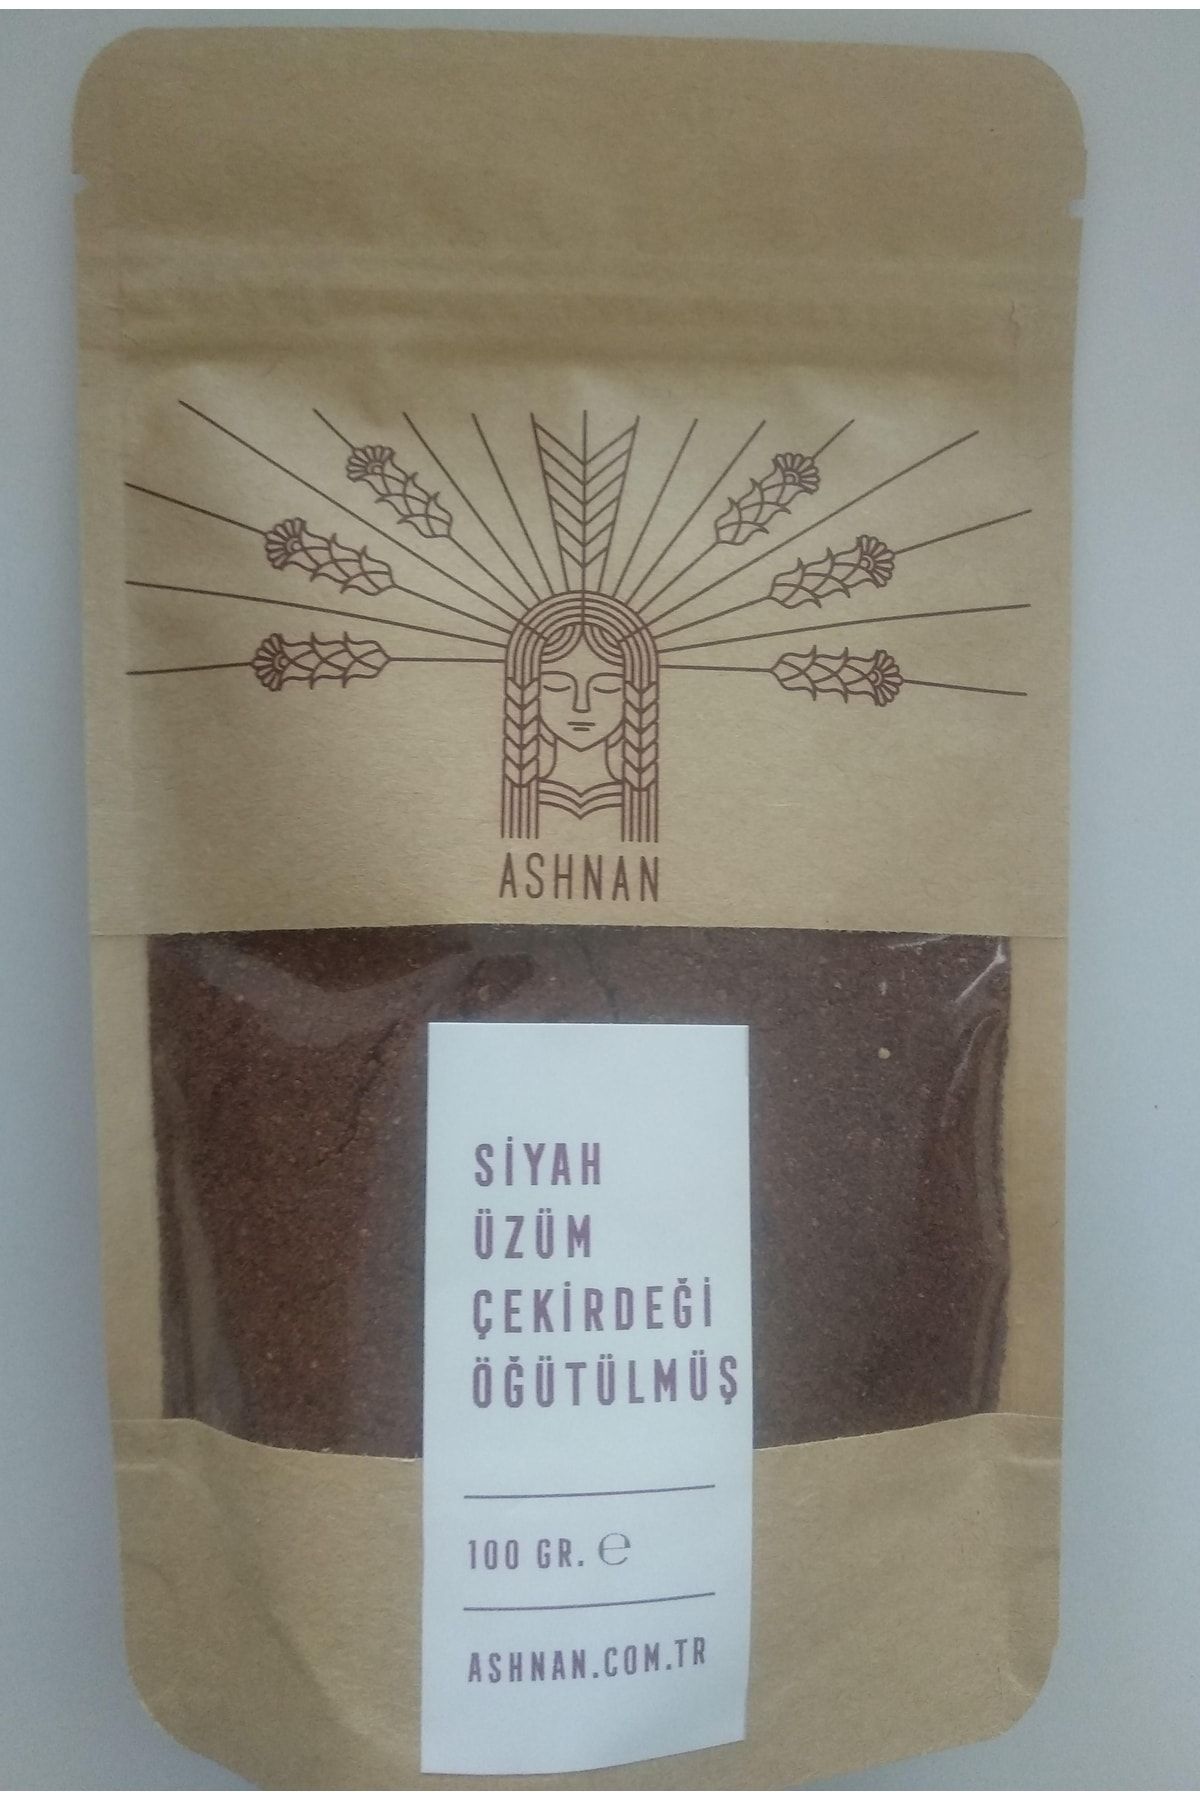 ASHNAN
SİYAH
ÜZÜM
ÇEKİRDEĞİ
ÖĞÜTÜLMÜŞ
100 GR. ℮
ASHNAN.COM.TR